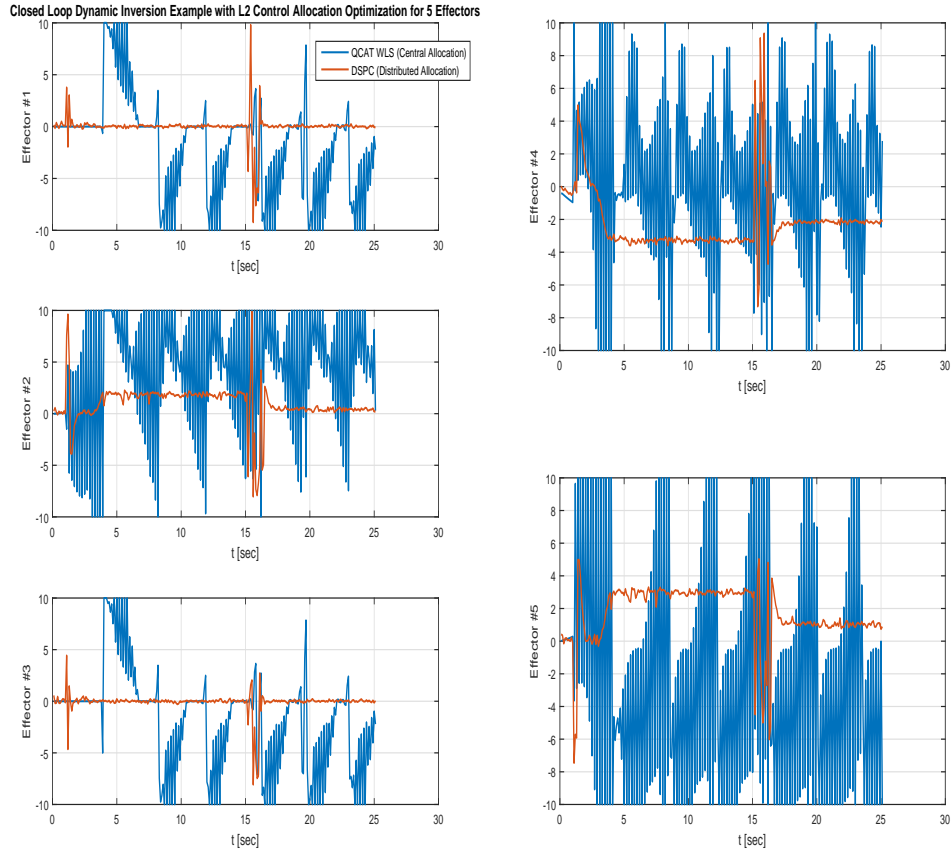 Closed Loop Dynamic Inversion Example with L2 Control Allocation Optimization for 5 Effectors
QCAT WLS (Central Allocation)
DSPC (Distributed Allocation)
Effector #1
10
5
0
-5
-10
0 5 10 15 20 25 30
t [sec]
Effector #2
10
5
0
-5
-10
0 5 10 15 20 25 30
t [sec]
Effector #3
10
5
0
-5
-10
0 5 10 15 20 25 30
t [sec]
Effector #4
10
8
6
4
2
0
-2
-4
-6
-8
-10
0 5 10 15 20 25 30
t [sec]
Effector #5
10
8
6
4
2
0
-2
-4
-6
-8
-10
0 5 10 15 20 25 30
t [sec]